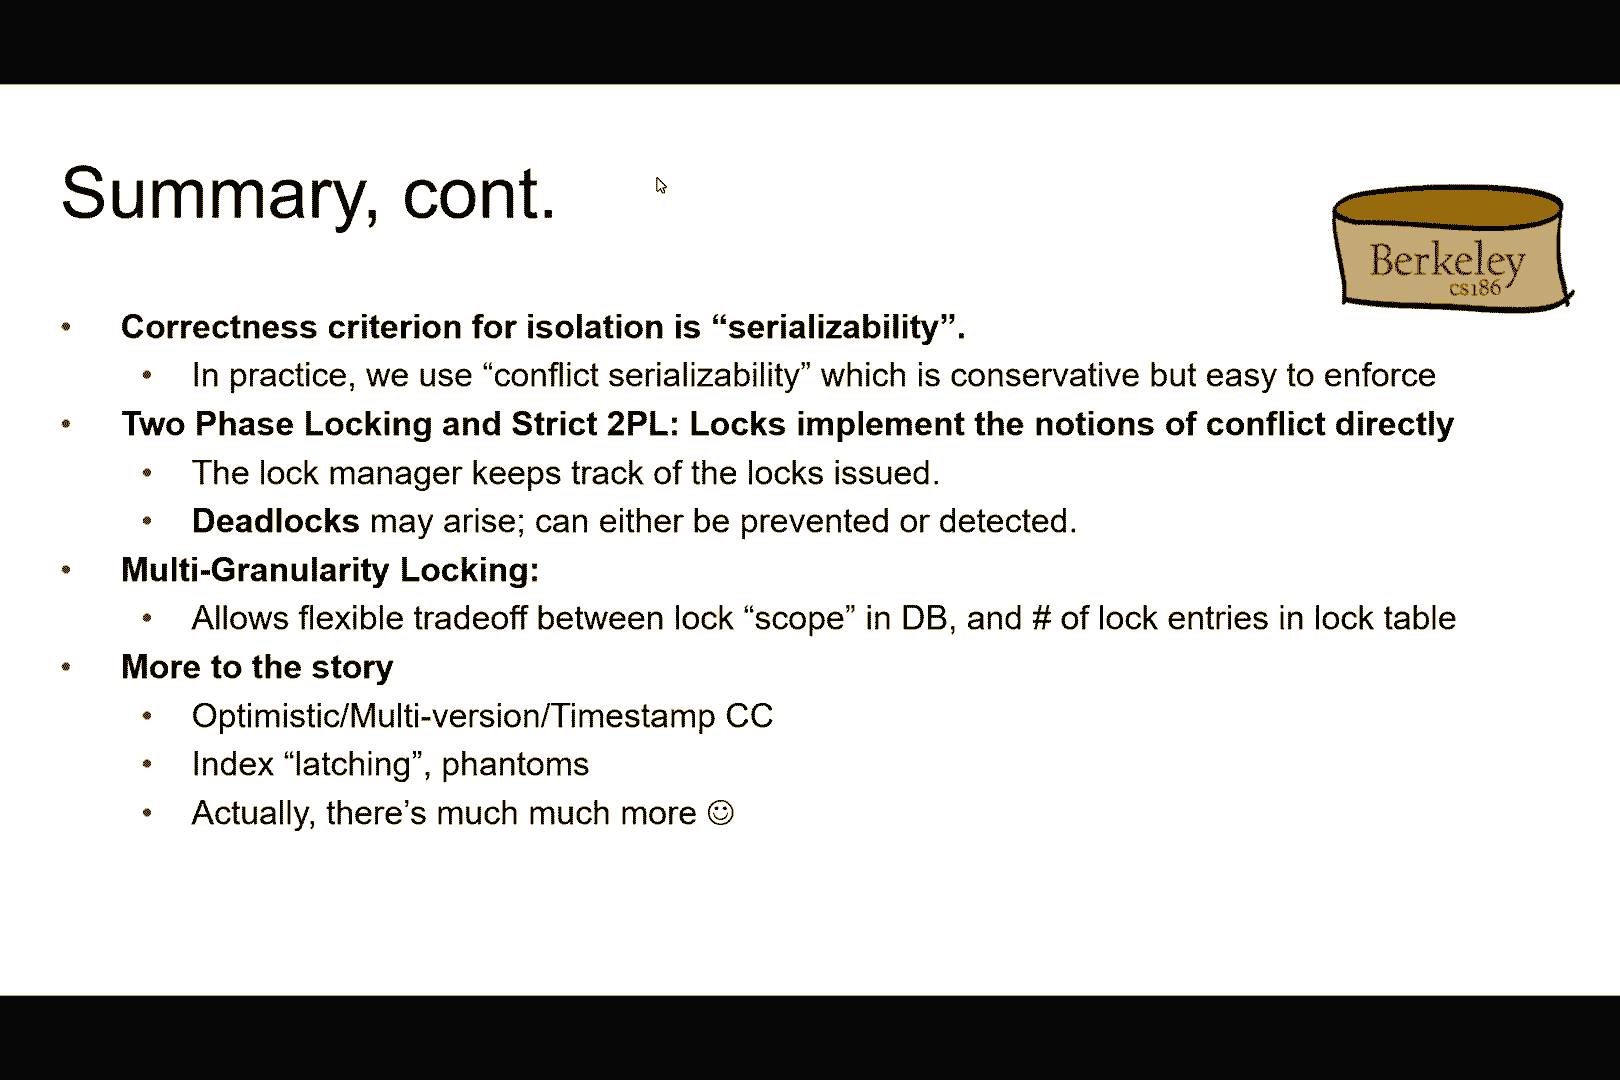 Summary, cont.
Berkeley
cs186
• Correctness criterion for isolation is “serializability”.
• In practice, we use “conflict serializability” which is conservative but easy to enforce
• Two Phase Locking and Strict 2PL: Locks implement the notions of conflict directly
• The lock manager keeps track of the locks issued.
• Deadlocks may arise; can either be prevented or detected.
• Multi-Granularity Locking:
• Allows flexible tradeoff between lock “scope” in DB, and # of lock entries in lock table
• More to the story
• Optimistic/Multi-version/Timestamp CC
• Index “latching”, phantoms
• Actually, there’s much much more ☺